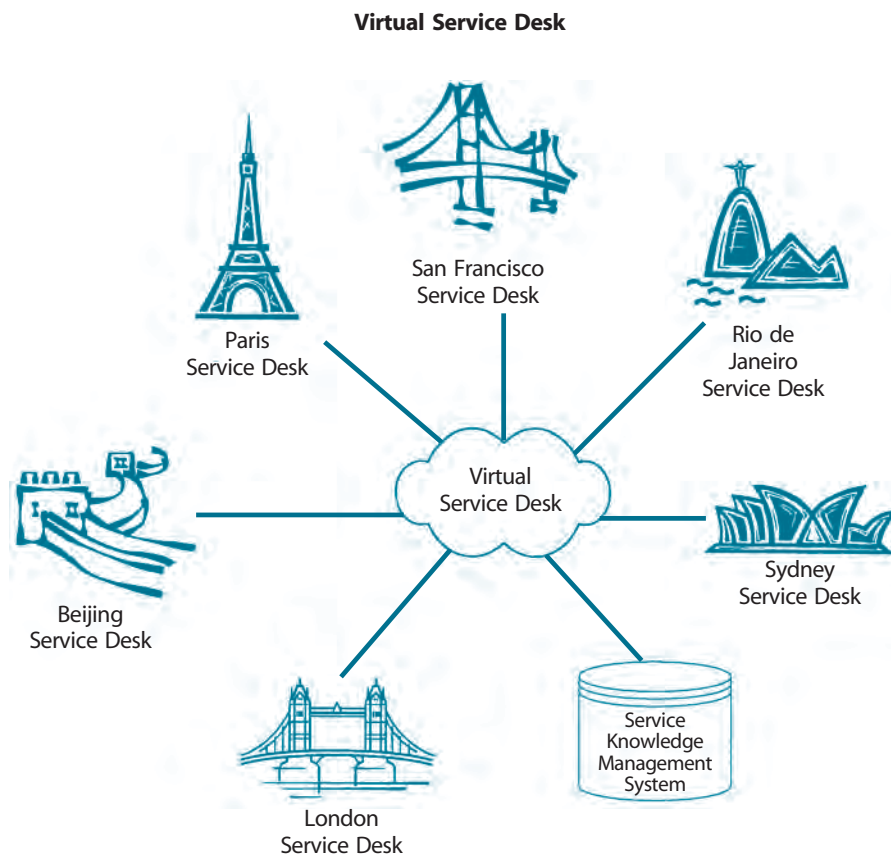 Virtual Service Desk
San Francisco
Service Desk
Paris
Service Desk
Rio de
Janeiro
Service Desk
Virtual
Service Desk
Beijing
Service Desk
Sydney
Service Desk
London
Service Desk
Service
Knowledge
Management
System